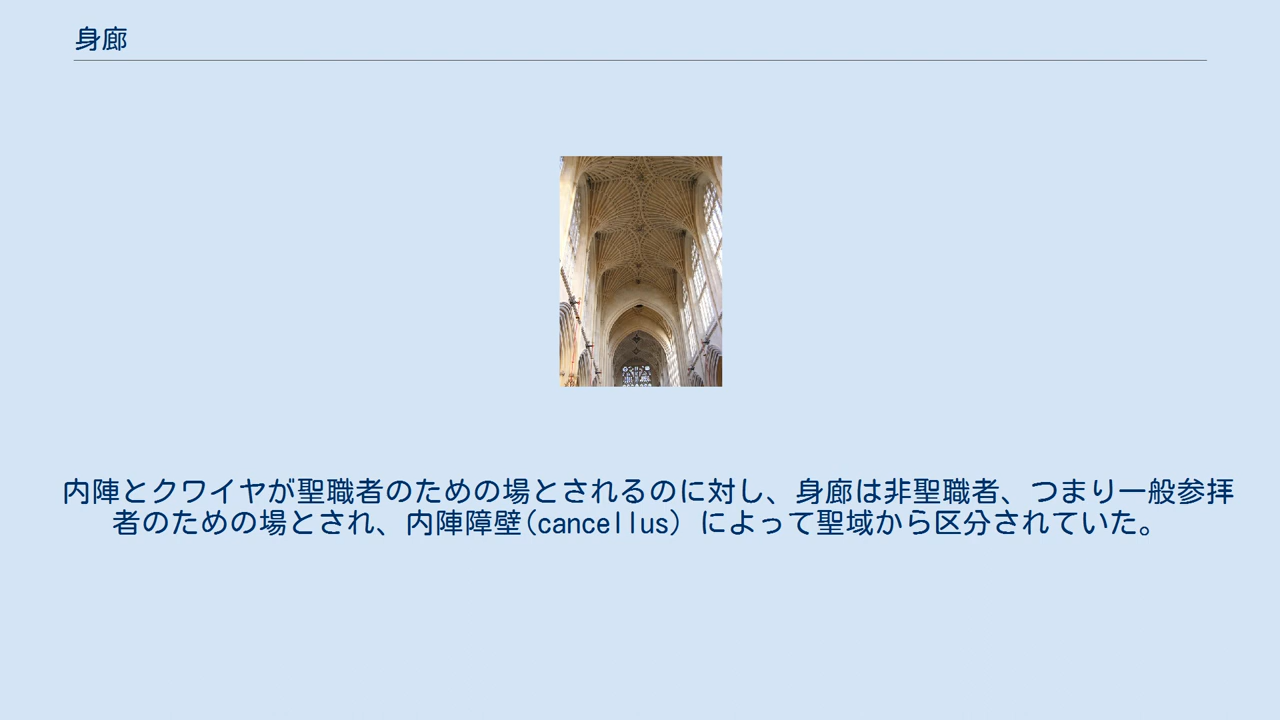 身廊
内陣とクワイヤが聖職者のための場とされるのに対し、身廊は非聖職者、つまり一般参拝
者のための場とされ、内陣障壁(cancellus) によって聖域から区分されていた。